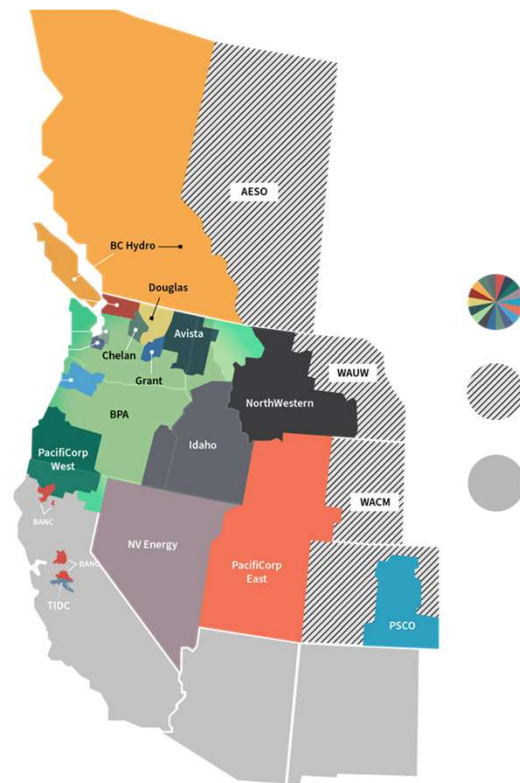 AESO
BC Hydro
Douglas
Avista
Chelan
Grant
WAUW
NorthWestern
BPA
Idaho
PacifiCorp
West
WACM
BANC
NV Energy
BANC
PacifiCorp
East
TIDC
PSCO